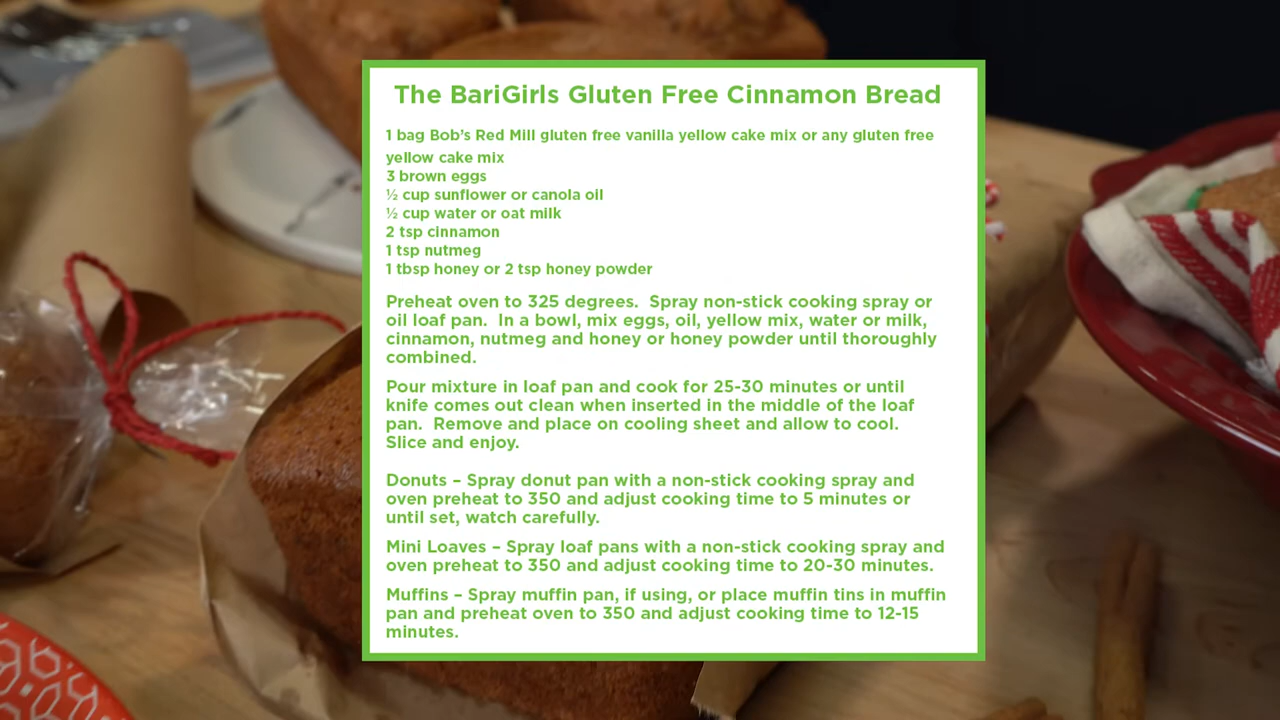 The BariGirls Gluten Free Cinnamon Bread
1 bag Bob’s Red Mill gluten free vanilla yellow cake mix or any gluten free
yellow cake mix
3 brown eggs
½ cup sunflower or canola oil
½ cup water or oat milk
2 tsp cinnamon
1 tsp nutmeg
1 tbsp honey or 2 tsp honey powder
Preheat oven to 325 degrees.  Spray non-stick cooking spray or
oil loaf pan.  In a bowl, mix eggs, oil, yellow mix, water or milk,
cinnamon, nutmeg and honey or honey powder until thoroughly
combined.
Pour mixture in loaf pan and cook for 25-30 minutes or until
knife comes out clean when inserted in the middle of the loaf
pan.  Remove and place on cooling sheet and allow to cool.
Slice and enjoy.
Donuts – Spray donut pan with a non-stick cooking spray and
oven preheat to 350 and adjust cooking time to 5 minutes or
until set, watch carefully.
Mini Loaves – Spray loaf pans with a non-stick cooking spray and
oven preheat to 350 and adjust cooking time to 20-30 minutes.
Muffins – Spray muffin pan, if using, or place muffin tins in muffin
pan and preheat oven to 350 and adjust cooking time to 12-15
minutes.